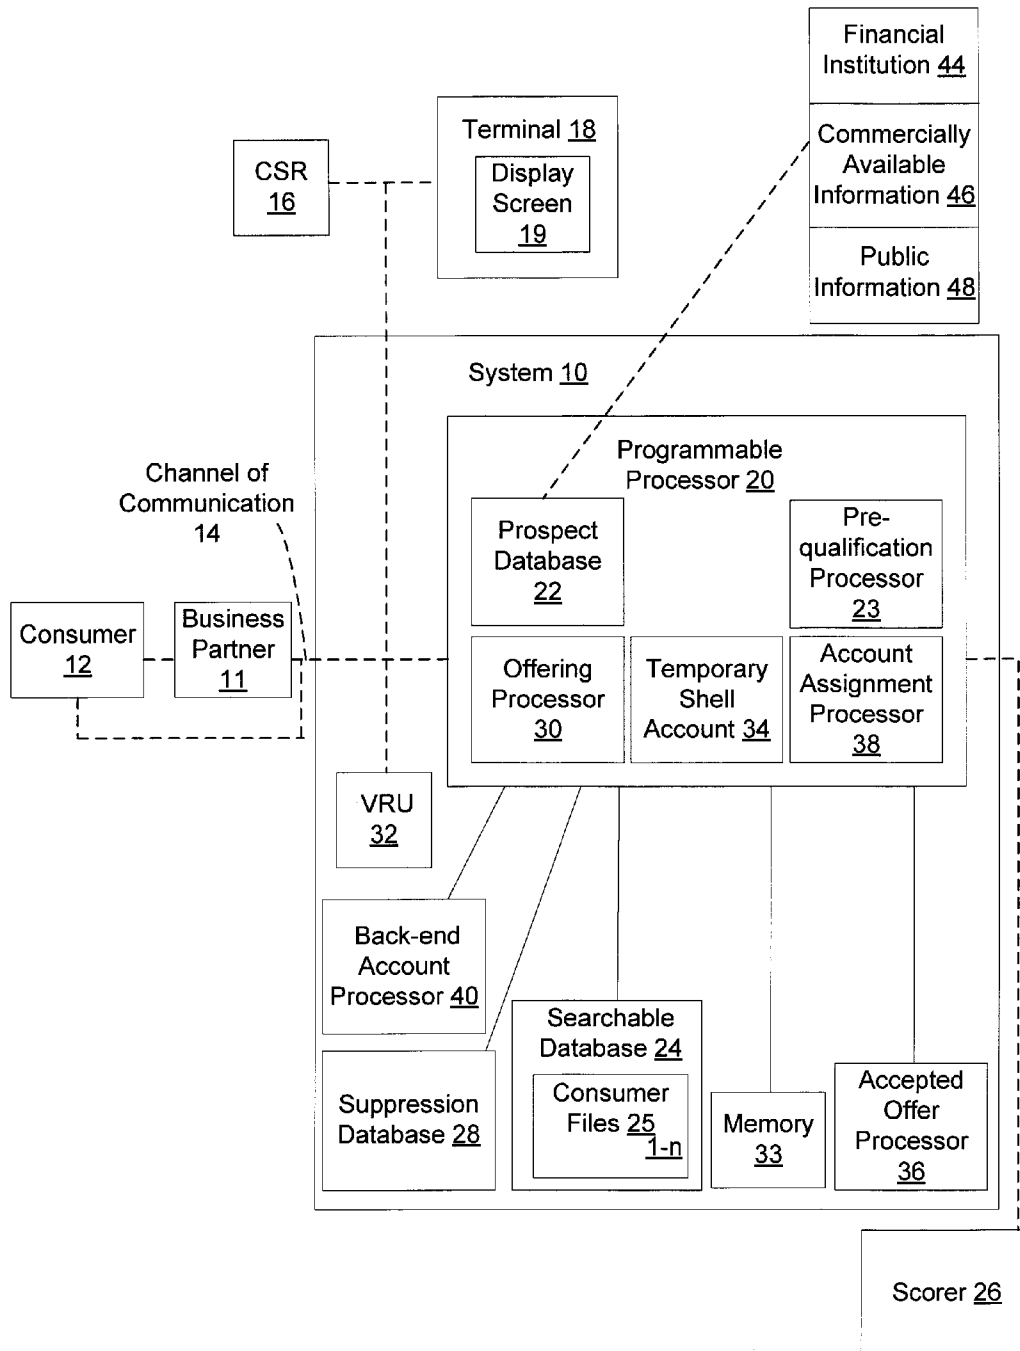 Financial
Institution 44
Commercially
Available
Information 46
Public
Information 48
Terminal 18
Display
Screen
19
CSR
16
System 10
Programmable
Processor 20
Prospect
Database
22
Pre-
qualification
Processor
23
Channel of
Communication
14
Consumer
12
Business
Partner
11
Offering
Processor
30
Temporary
Shell
Account 34
Account
Assignment
Processor
38
VRU
32
Back-end
Account
Processor 40
Suppression
Database 28
Searchable
Database 24
Consumer
Files 25
1-n
Memory
33
Accepted
Offer
Processor
36
Scorer 26